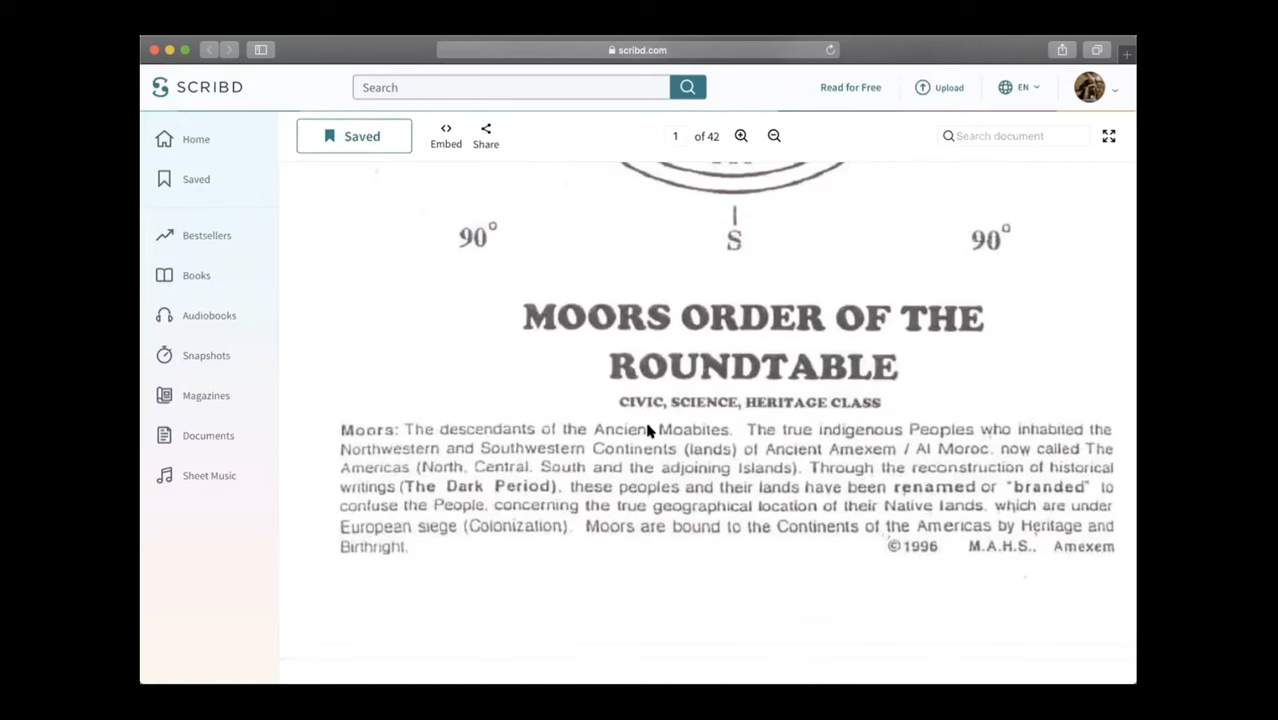 scribd.com
SCRIBD
Search
Read for Free
Upload
EN
Home
Saved
Bestsellers
Books
Audiobooks
Snapshots
Magazines
Documents
Sheet Music
Saved
Embed
Share
1 of 42
Search document
90° S 90°
MOORS ORDER OF THE
ROUNDTABLE
CIVIC, SCIENCE, HERITAGE CLASS
Moors: The descendants of the Ancient Moabites. The true indigenous Peoples who inhabited the
Northwestern and Southwestern Continents (lands) of Ancient Amexem / Al Moroc, now called The
Americas (North, Central, South and the adjoining Islands). Through the reconstruction of historical
writings (The Dark Period), these peoples and their lands have been renamed or "branded" to
confuse the People, concerning the true geographical location of their Native lands, which are under
European siege (Colonization). Moors are bound to the Continents of the Americas by Heritage and
Birthright. ©1996 M.A.H.S., Amexem